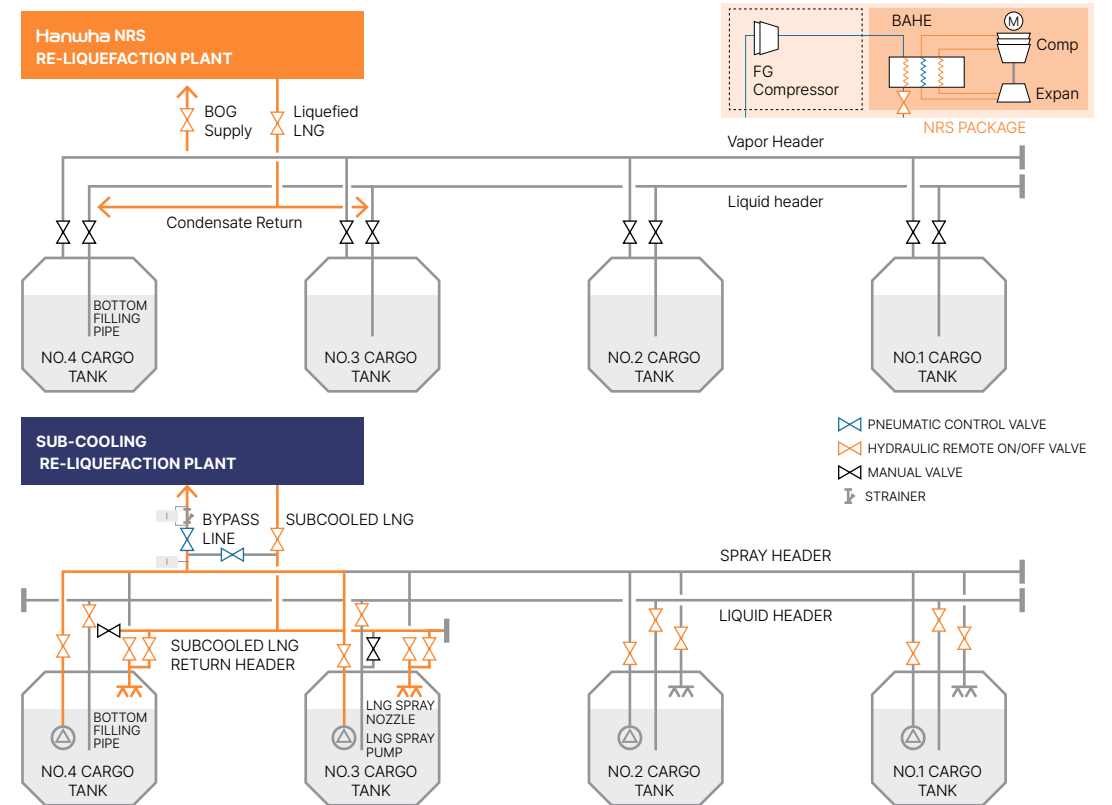 Hanwha NRS
RE-LIQUEFACTION PLANT
BOG
Supply
Liquefied
LNG
FG
Compressor
BAHE
M
Comp
Expan
NRS PACKAGE
Vapor Header
Liquid header
Condensate Return
BOTTOM
FILLING
PIPE
NO.4 CARGO
TANK
NO.3 CARGO
TANK
NO.2 CARGO
TANK
NO.1 CARGO
TANK
SUB-COOLING
RE-LIQUEFACTION PLANT
PNEUMATIC CONTROL VALVE
HYDRAULIC REMOTE ON/OFF VALVE
MANUAL VALVE
STRAINER
I
BYPASS
LINE
SUBCOOLED LNG
I
SPRAY HEADER
LIQUID HEADER
SUBCOOLED LNG
RETURN HEADER
BOTTOM
FILLING
PIPE
LNG SPRAY
NOZZLE
LNG SPRAY
PUMP
NO.4 CARGO
TANK
NO.3 CARGO
TANK
NO.2 CARGO
TANK
NO.1 CARGO
TANK